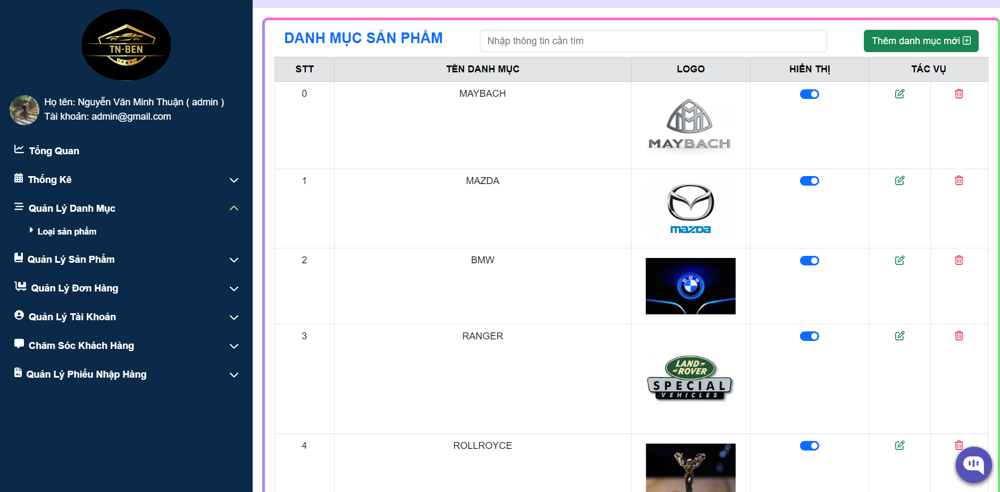 TN-BEN
Họ tên: Nguyễn Văn Minh Thuận ( admin )
Tài khoản: admin@gmail.com
Tổng Quan
Thống Kê
Quản Lý Danh Mục
Loại sản phẩm
Quản Lý Sản Phẩm
Quản Lý Đơn Hàng
Quản Lý Tài Khoản
Chăm Sóc Khách Hàng
Quản Lý Phiếu Nhập Hàng
DANH MỤC SẢN PHẨM
Nhập thông tin cần tìm
Thêm danh mục mới
STT TÊN DANH MỤC LOGO HIỂN THỊ TÁC VỤ
0 MAYBACH
MAYBACH
1 MAZDA
mazda
2 BMW
BMW
3 RANGER
LAND-
-ROVER
SPECIAL
VEHICLES
4 ROLLROYCE